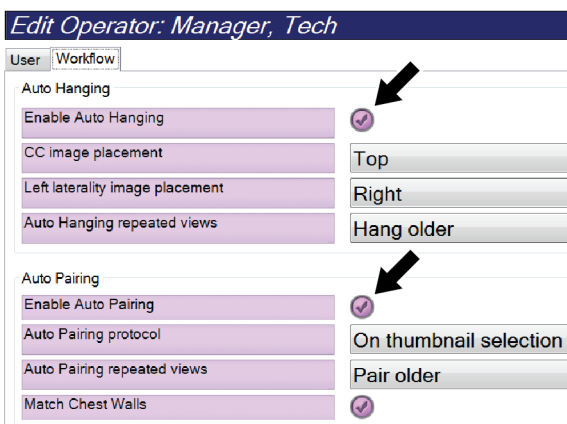 Edit Operator: Manager, Tech
User Workflow
Auto Hanging
Enable Auto Hanging
CC image placement Top
Left laterality image placement Right
Auto Hanging repeated views Hang older
Auto Pairing
Enable Auto Pairing
Auto Pairing protocol On thumbnail selection
Auto Pairing repeated views Pair older
Match Chest Walls